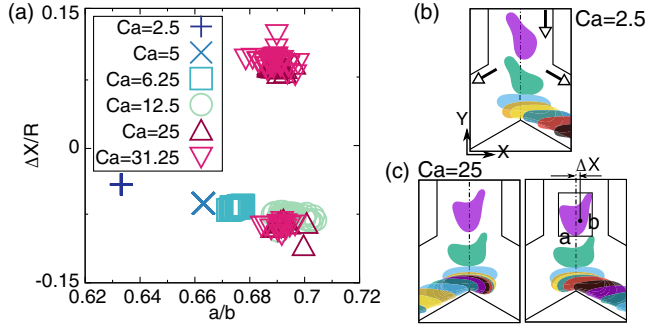 (a)
0.15
0
-0.15
ΔX/R
Ca=2.5
Ca=5
Ca=6.25
Ca=12.5
Ca=25
Ca=31.25
0.62 0.64 0.66 0.68 0.7 0.72
a/b
(b)
Ca=2.5
Y
X
(c)
Ca=25
ΔX
b
a